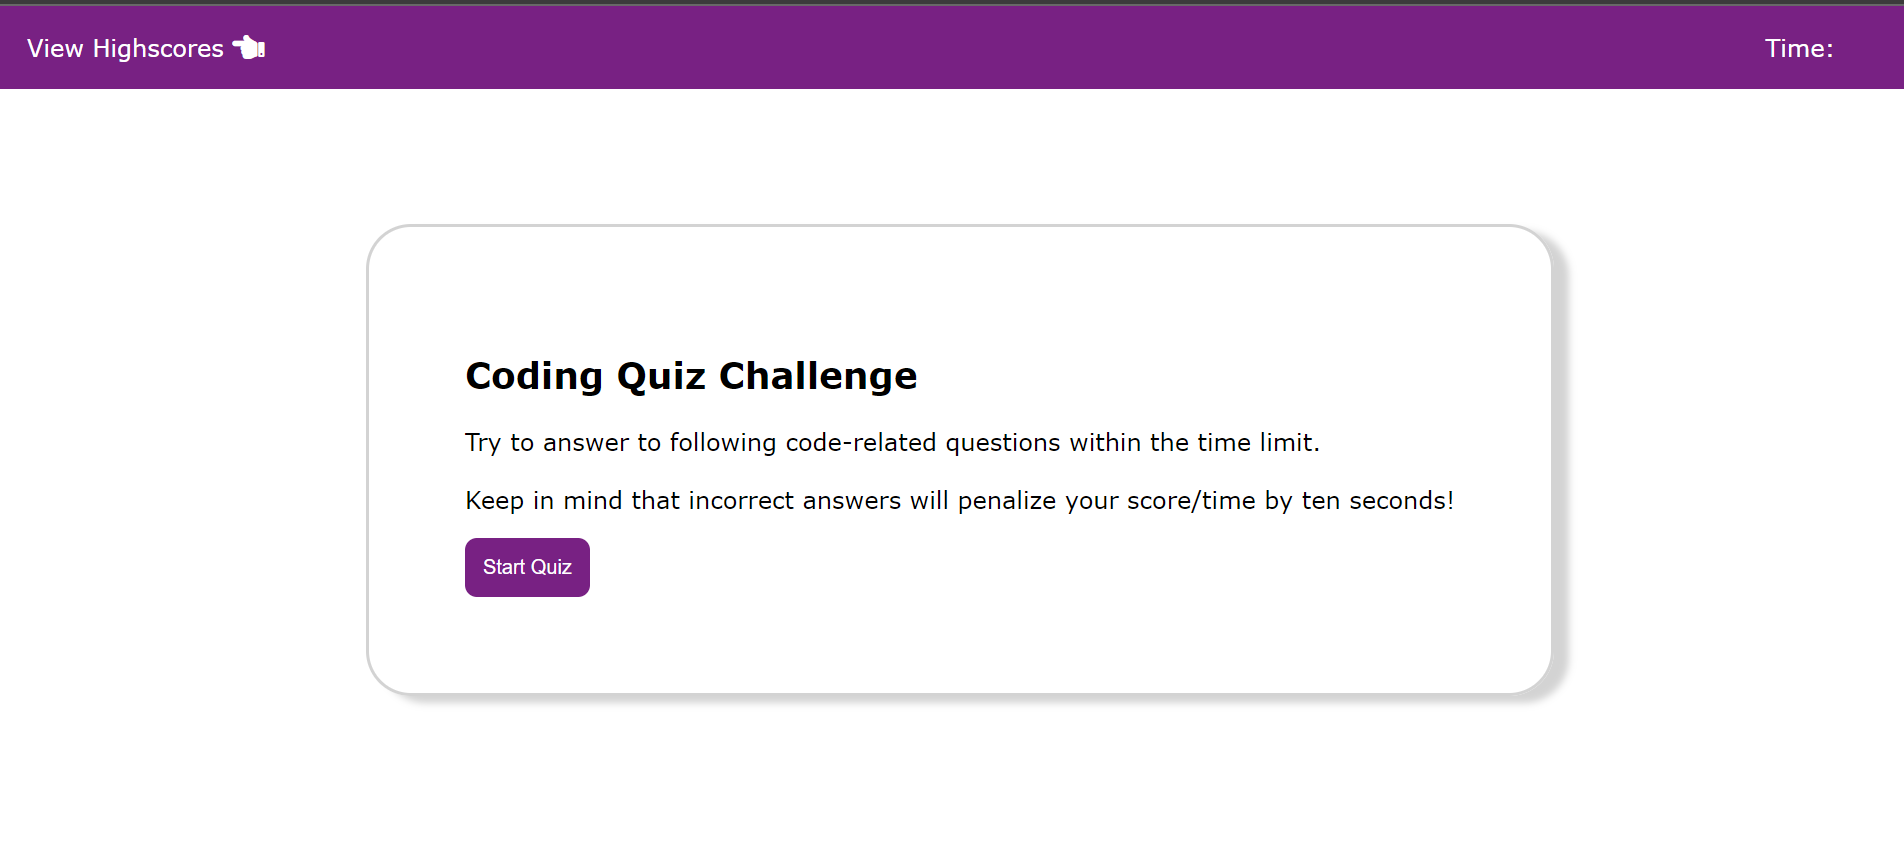 View Highscores
Time:
Coding Quiz Challenge
Try to answer to following code-related questions within the time limit.
Keep in mind that incorrect answers will penalize your score/time by ten seconds!
Start Quiz